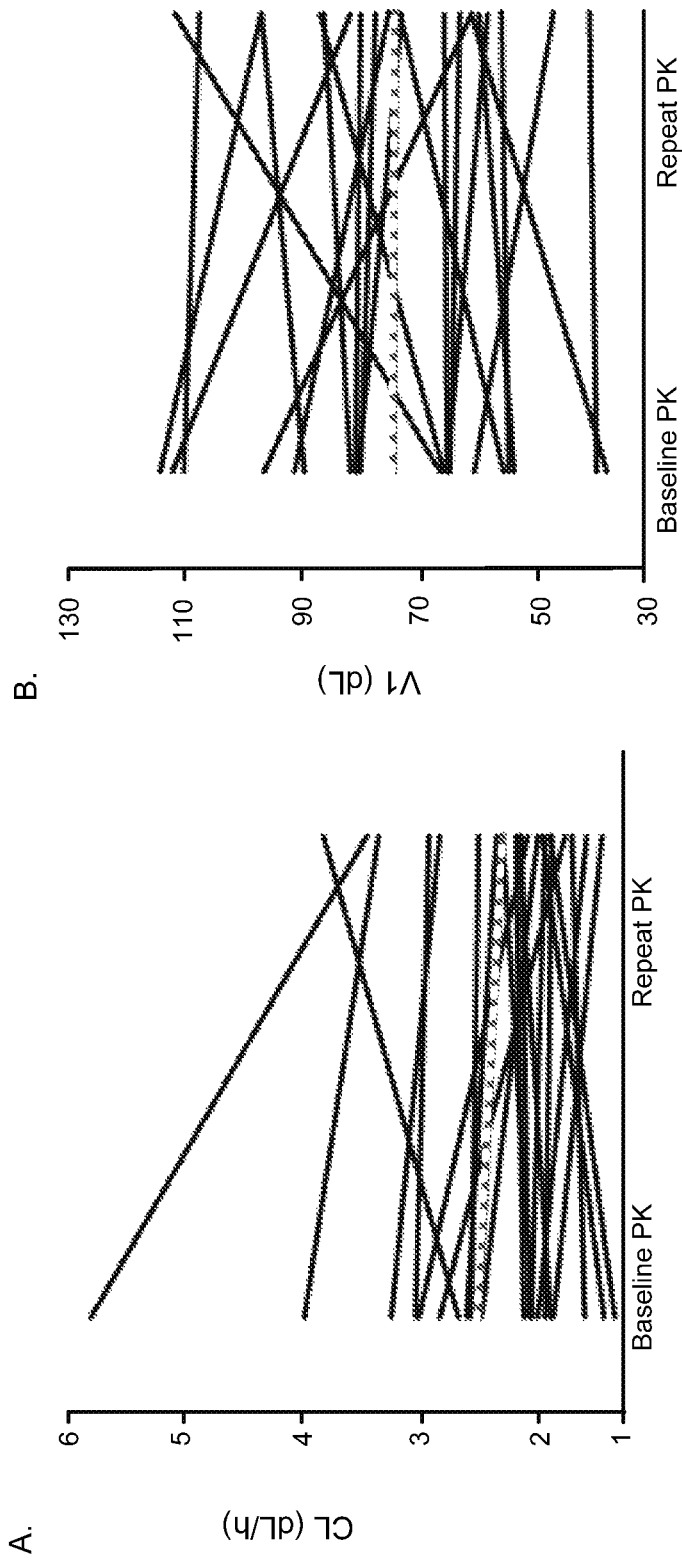 A.
CL (dL/h)
6
5
4
3
2
1
Baseline PK
Repeat PK
B.
V1 (dL)
130
110
90
70
50
30
Baseline PK
Repeat PK